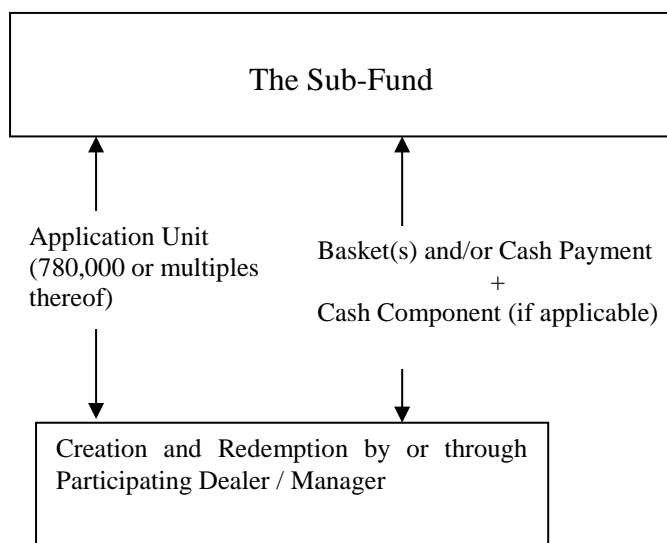 The Sub-Fund
Application Unit
(780,000 or multiples
thereof)
Basket(s) and/or Cash Payment
+
Cash Component (if applicable)
Creation and Redemption by or through
Participating Dealer / Manager